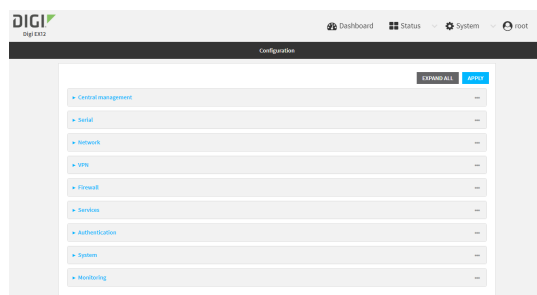 DIGI
Digi EX12
Dashboard
Status
System
root
Configuration
EXPAND ALL
APPLY
Central management
Serial
Network
VPN
Firewall
Services
Authentication
System
Monitoring